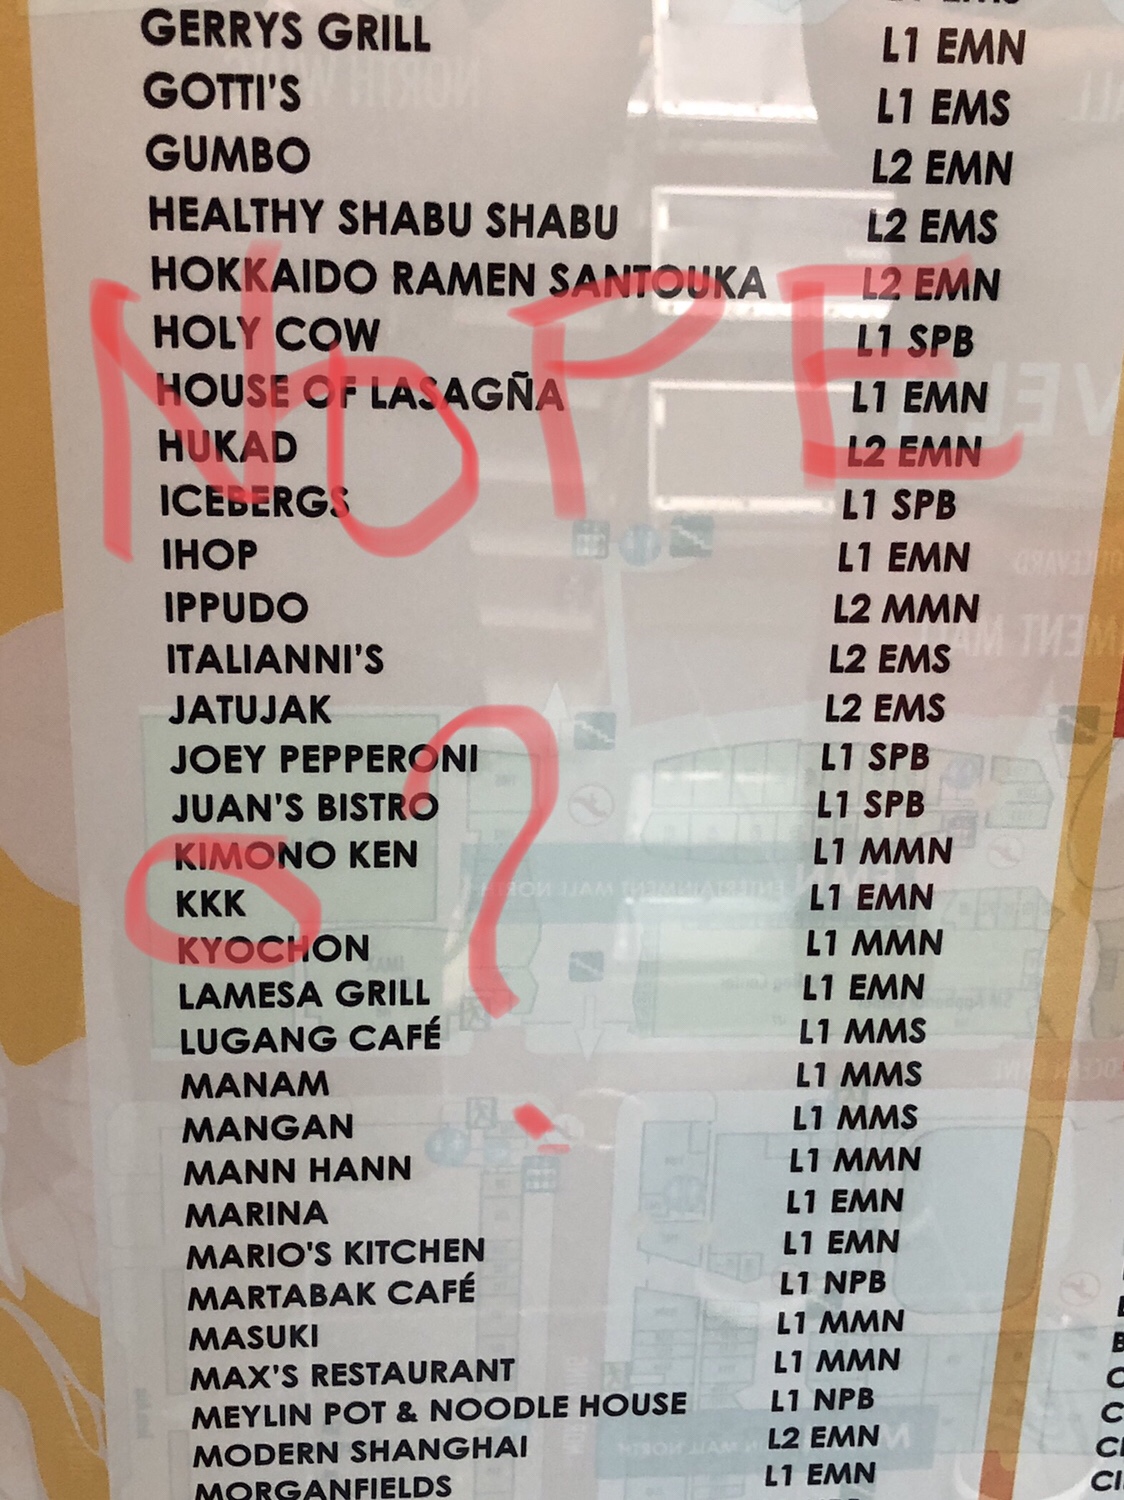 GERRYS GRILL L1 EMN
GOTTI'S L1 EMS
GUMBO L2 EMN
HEALTHY SHABU SHABU L2 EMS
HOKKAIDO RAMEN SANTOUKA L2 EMN
NOPE
HOLY COW L1 SPB
HOUSE OF LASAGÑA L1 EMN
HUKAD L2 EMN
ICEBERGS L1 SPB
IHOP L1 EMN
IPPUDO L2 MMN
ITALIANNI'S L2 EMS
JATUJAK L2 EMS
JOEY PEPPERONI L1 SPB
JUAN'S BISTRO L1 SPB
?
KIMONO KEN L1 MMN
KKK L1 EMN
KYOCHON L1 MMN
LAMESA GRILL L1 EMN
LUGANG CAFÉ L1 MMS
MANAM L1 MMS
MANGAN L1 MMS
MANN HANN L1 MMN
MARINA L1 EMN
MARIO'S KITCHEN L1 EMN
MARTABAK CAFÉ L1 NPB
MASUKI L1 MMN
MAX'S RESTAURANT L1 MMN
MEYLIN POT & NOODLE HOUSE L1 NPB
MODERN SHANGHAI L2 EMN
MORGANFIELDS L1 EMN